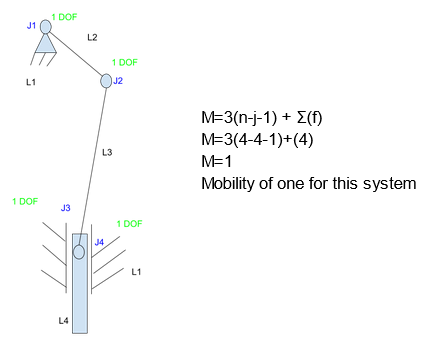 1 DOF
J1
L2
1 DOF
L1
J2
M=3(n-j-1) + Σ(f)
M=3(4-4-1)+(4)
M=1
Mobility of one for this system
L3
1 DOF
J3
1 DOF
J4
L1
L4